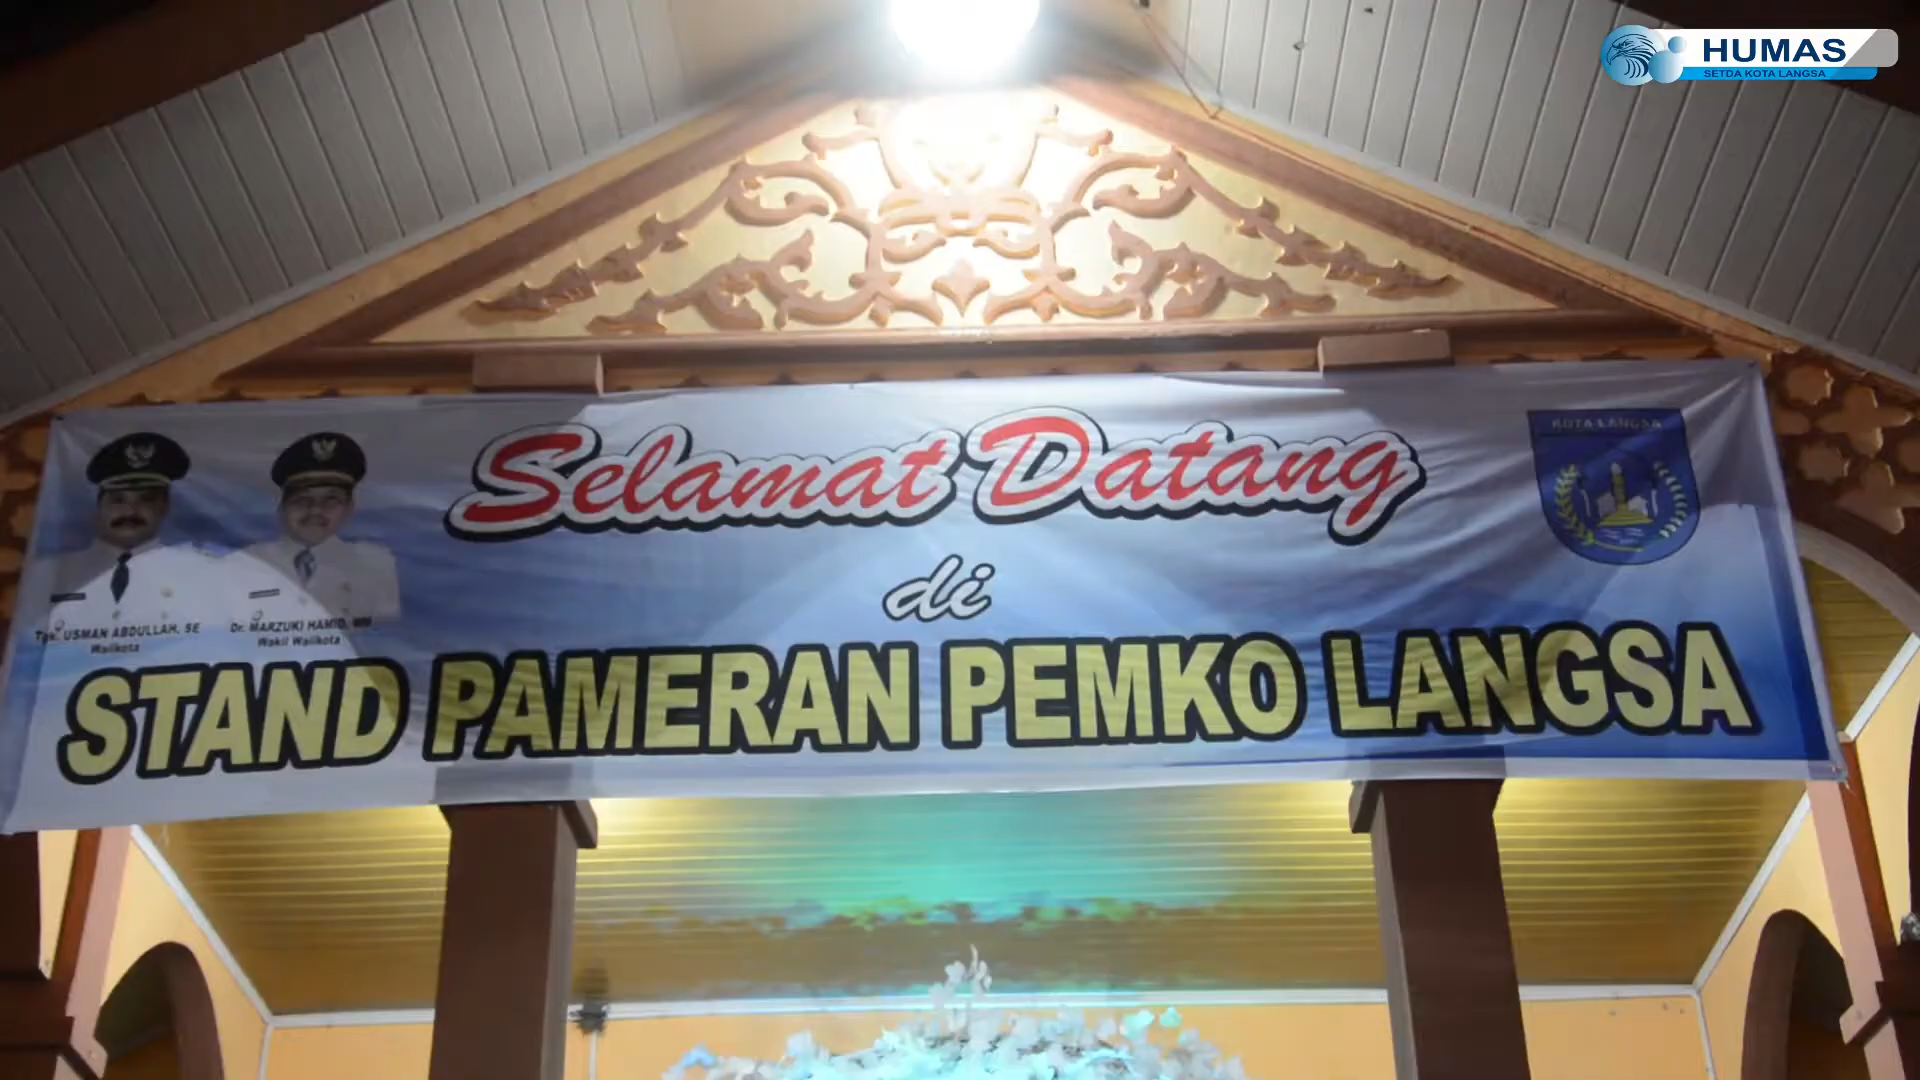 HUMAS
SETDA KOTA LANGSA
Selamat Datang
KOTA LANGSA
di
USMAN ABDULLAH, SE
Walikota
Dr. MARZUKI HAMID, MM
Wakil Walikota
STAND PAMERAN PEMKO LANGSA